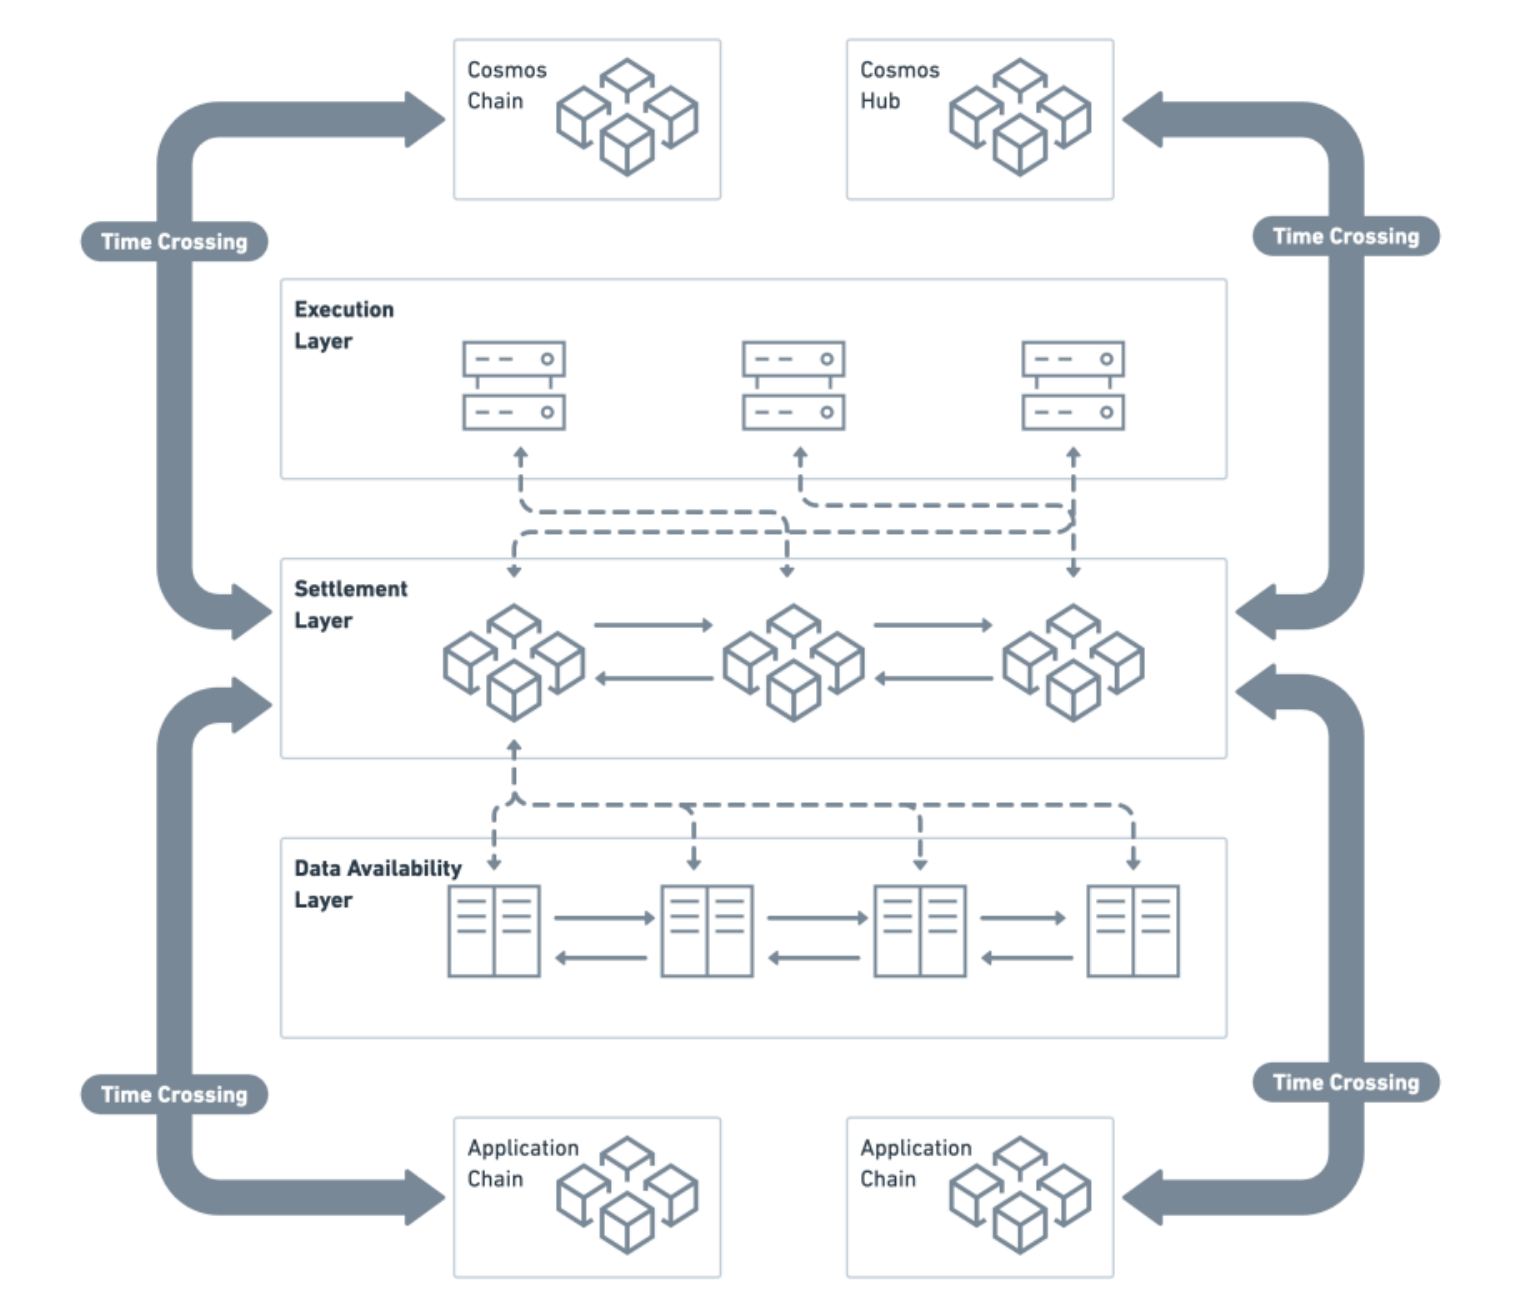 Cosmos
Chain
Cosmos
Hub
Time Crossing
Time Crossing
Execution
Layer
Settlement
Layer
Data Availability
Layer
Time Crossing
Time Crossing
Application
Chain
Application
Chain